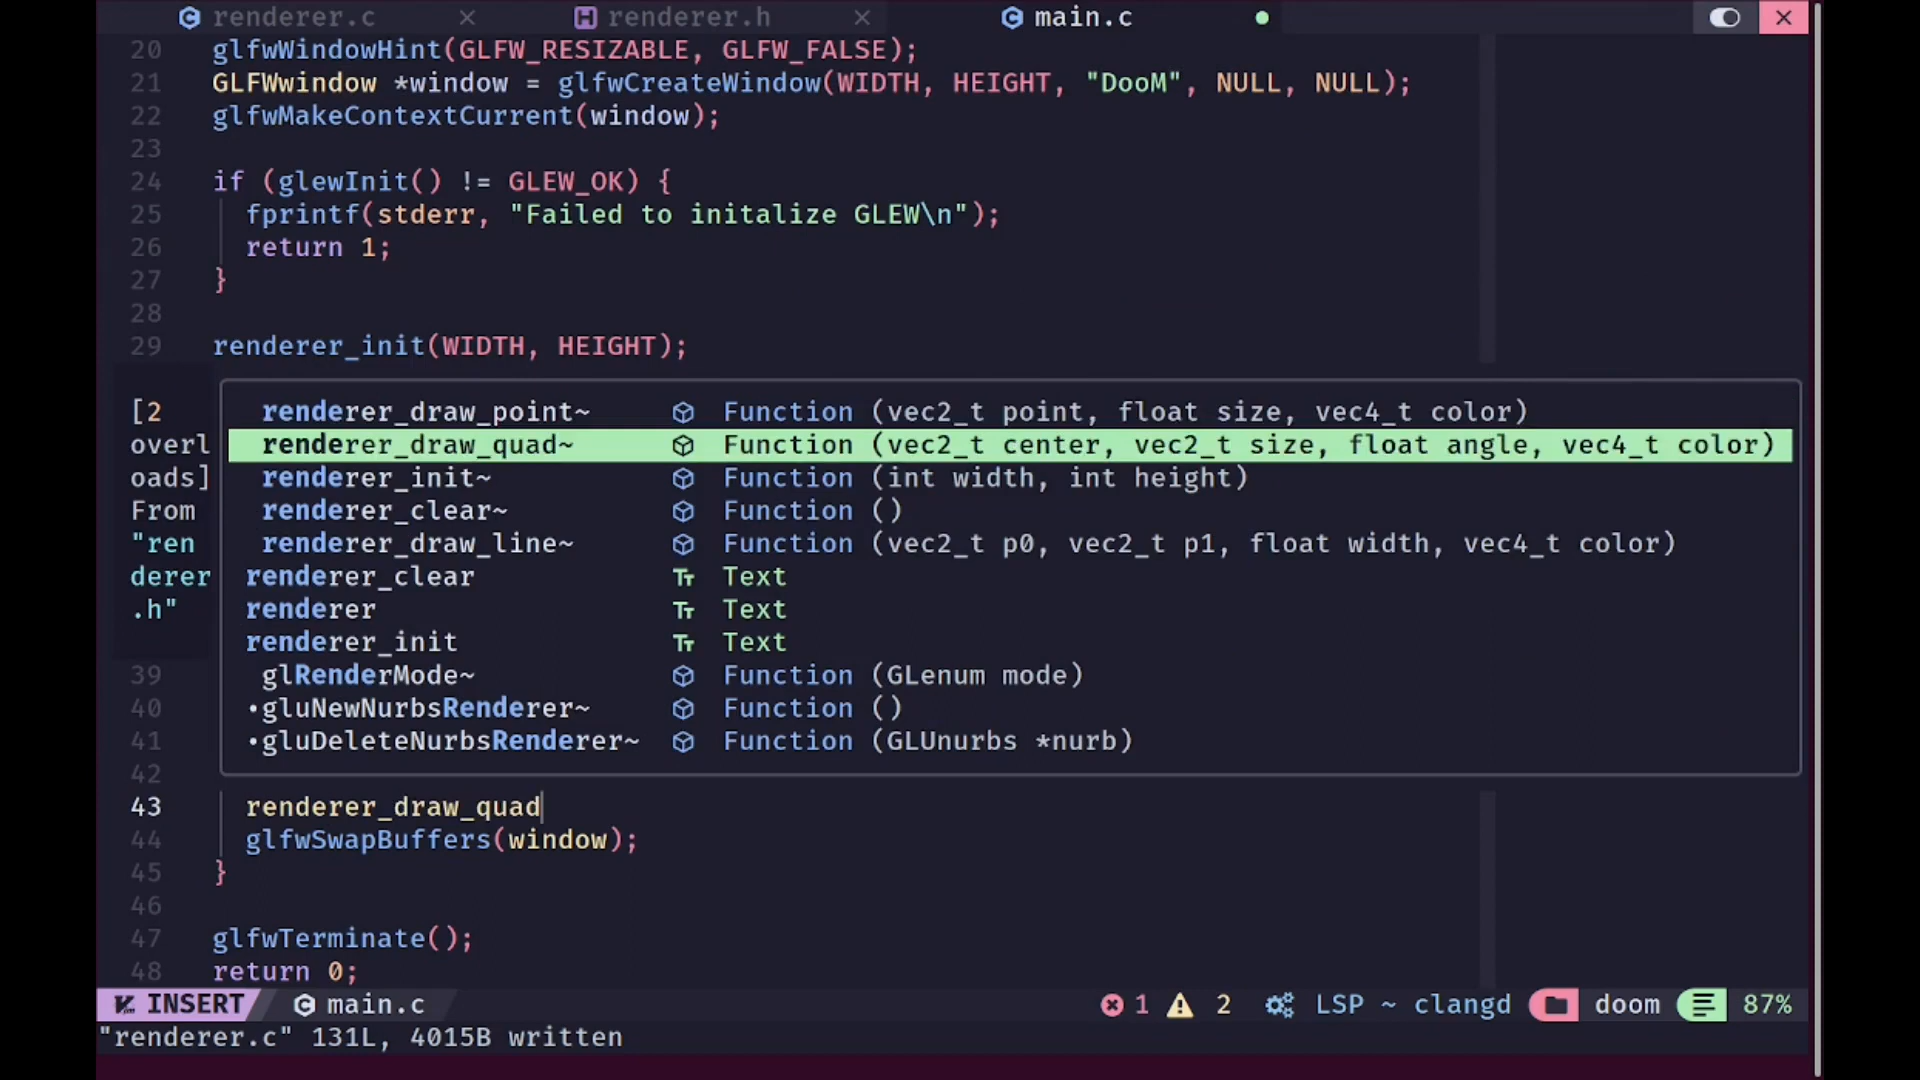 renderer.c
renderer.h
main.c
20 glfwWindowHint(GLFW_RESIZABLE, GLFW_FALSE);
21 GLFWwindow *window = glfwCreateWindow(WIDTH, HEIGHT, "DooM", NULL, NULL);
22 glfwMakeContextCurrent(window);
23
24 if (glewInit() != GLEW_OK) {
25 fprintf(stderr, "Failed to initalize GLEW\n");
26 return 1;
27 }
28
29 renderer_init(WIDTH, HEIGHT);
[2
overl
oads]
From
"ren
derer
.h"
renderer_draw_point~ Function (vec2_t point, float size, vec4_t color)
renderer_draw_quad~ Function (vec2_t center, vec2_t size, float angle, vec4_t color)
renderer_init~ Function (int width, int height)
renderer_clear~ Function ()
renderer_draw_line~ Function (vec2_t p0, vec2_t p1, float width, vec4_t color)
renderer_clear Text
renderer Text
renderer_init Text
glRenderMode~ Function (GLenum mode)
•gluNewNurbsRenderer~ Function ()
•gluDeleteNurbsRenderer~ Function (GLUnurbs *nurb)
39
40
41
42
43 renderer_draw_quad
44 glfwSwapBuffers(window);
45 }
46
47 glfwTerminate();
48 return 0;
INSERT main.c 1 2 LSP ~ clangd doom 87%
"renderer.c" 131L, 4015B written